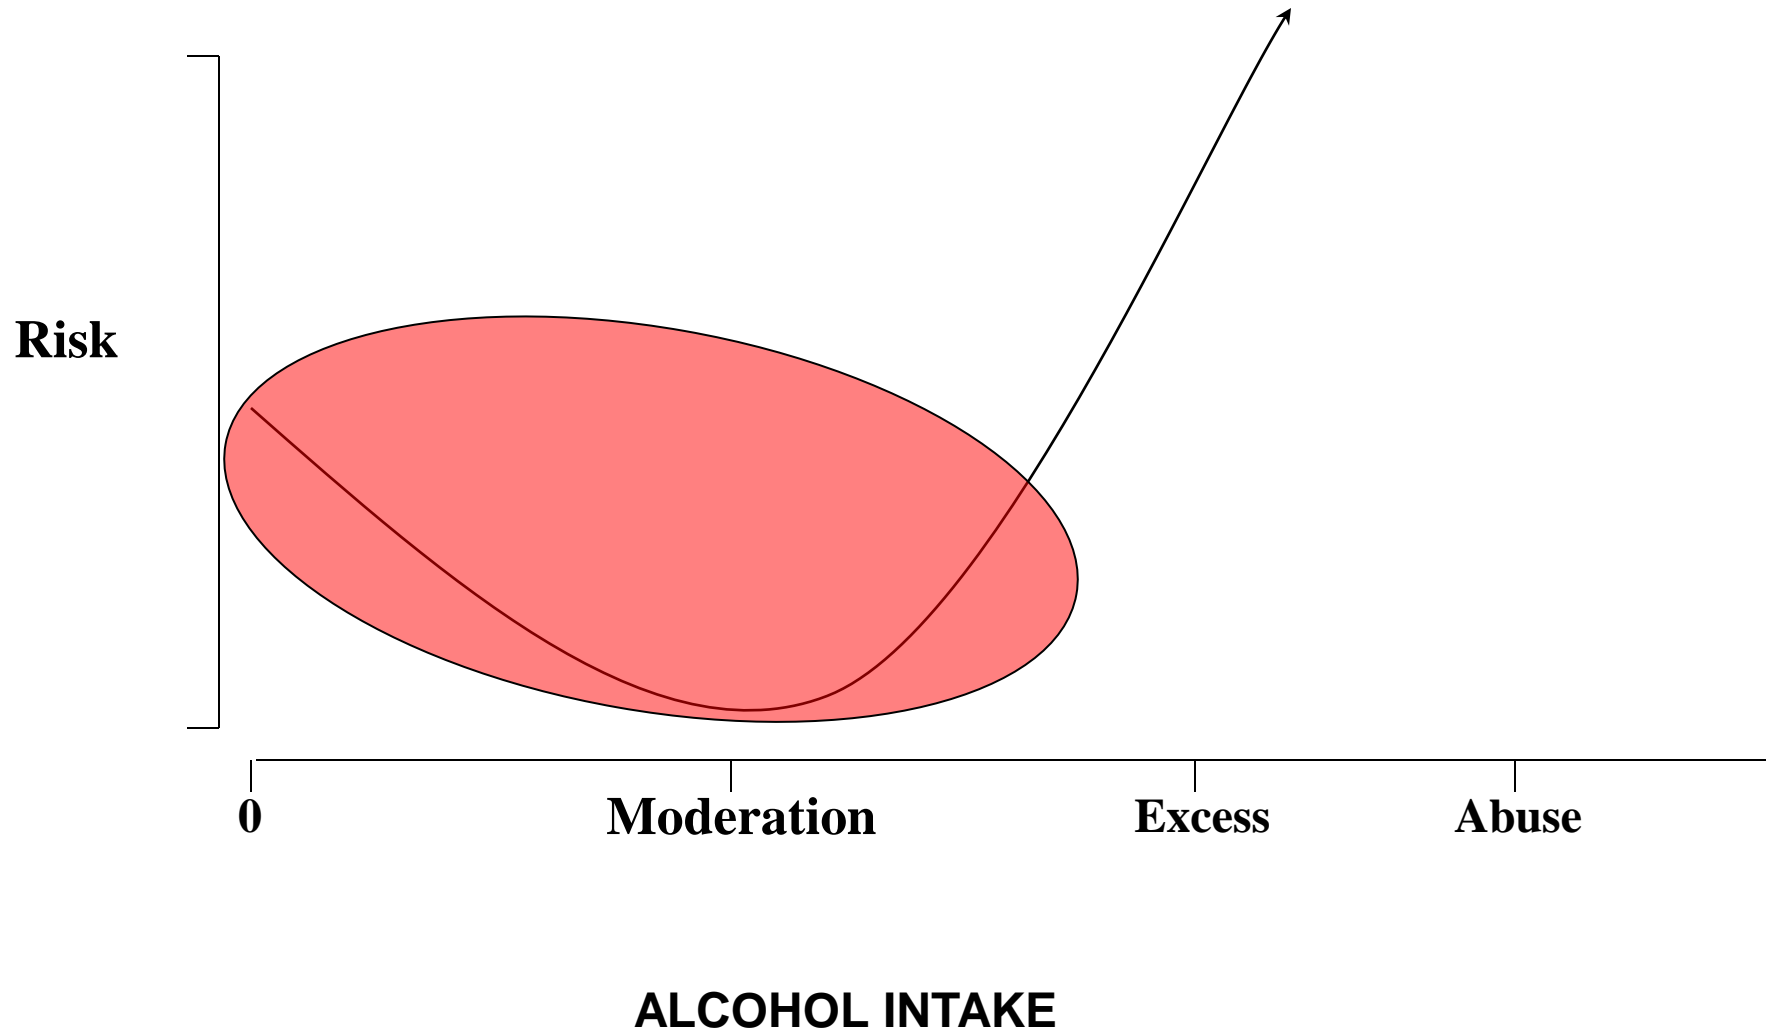 Risk
0
Moderation
Excess
Abuse
ALCOHOL INTAKE